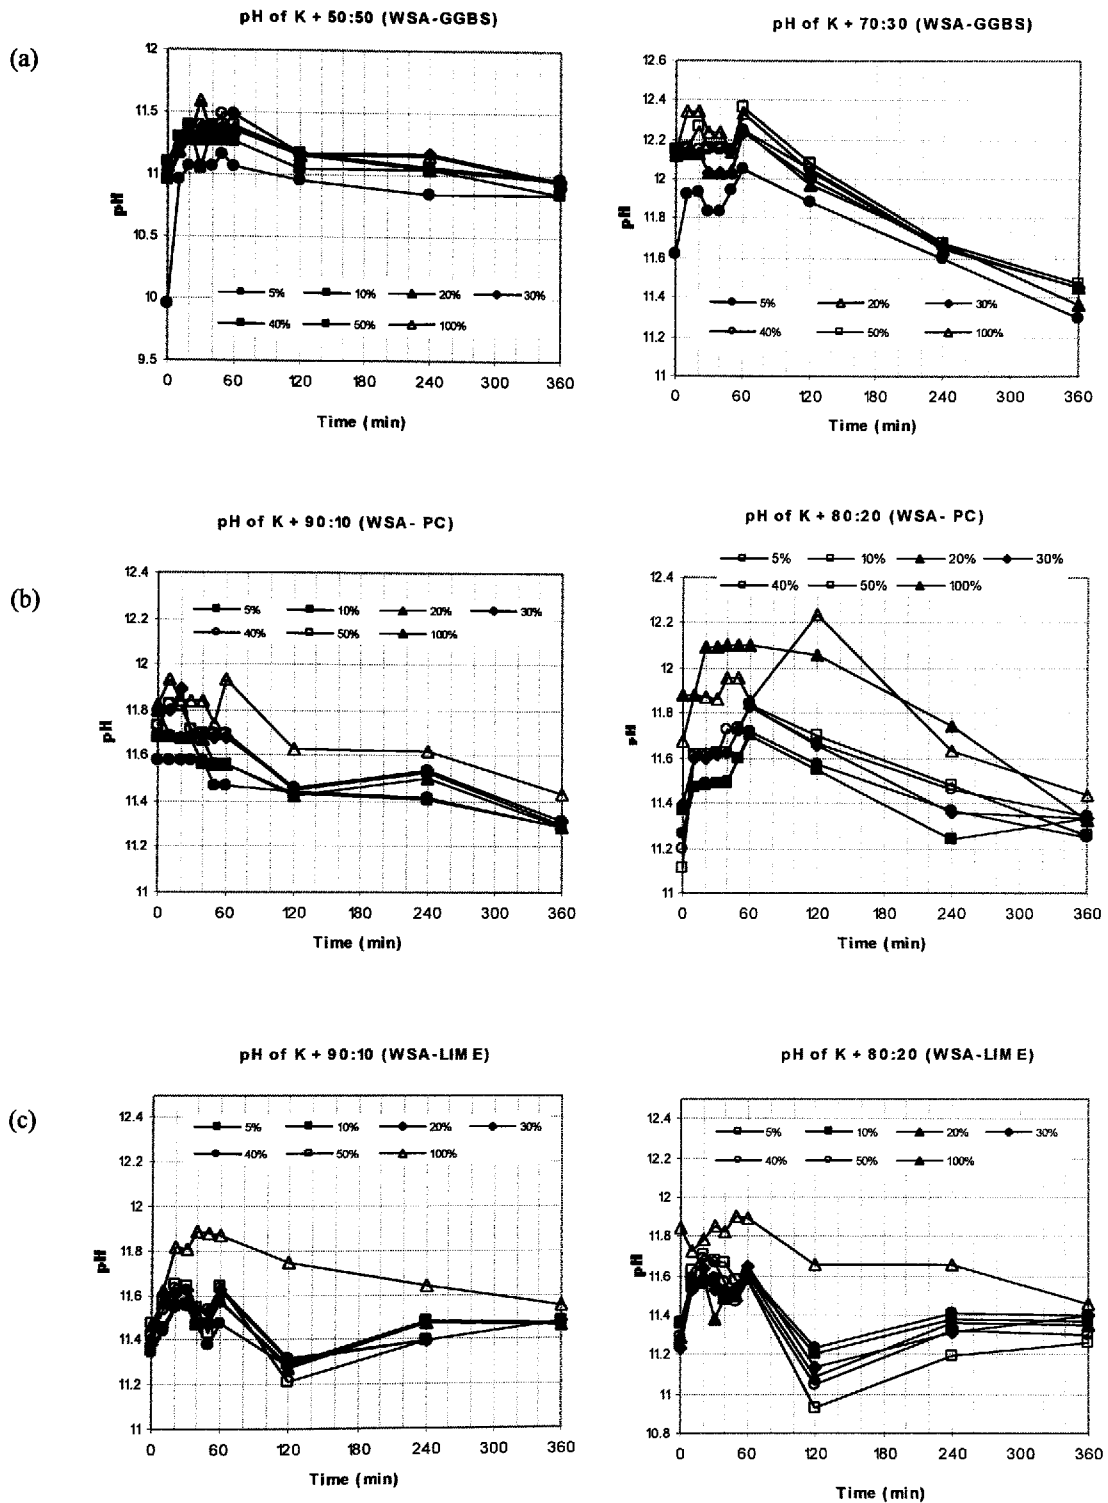 pH of K + 50:50 (WSA-GGBS)
pH of K + 70:30 (WSA-GGBS)
(a)
12
11.5
11
10.5
10
9.5
pH
5% 10% 20% 30%
40% 50% 100%
0 60 120 180 240 300 360
Time (min)
12.6
12.4
12.2
12
11.8
11.6
11.4
11.2
11
pH
5% 20% 30%
40% 50% 100%
0 60 120 180 240 300 360
Time (min)
pH of K + 90:10 (WSA- PC)
pH of K + 80:20 (WSA- PC)
(b)
12.4
12.2
12
11.8
11.6
11.4
11.2
11
pH
5% 10% 20% 30%
40% 50% 100%
0 60 120 180 240 300 360
Time (min)
5% 10% 20% 30%
40% 50% 100%
12.4
12.2
12
11.8
11.6
11.4
11.2
11
pH
0 60 120 180 240 300 360
Time (min)
pH of K + 90:10 (WSA-LIME)
pH of K + 80:20 (WSA-LIME)
(c)
12.4
12.2
12
11.8
11.6
11.4
11.2
11
pH
5% 10% 20% 30%
40% 50% 100%
0 60 120 180 240 300 360
Time (min)
12.4
12.2
12
11.8
11.6
11.4
11.2
11
10.8
pH
5% 10% 20% 30%
40% 50% 100%
0 60 120 180 240 300 360
Time (min)